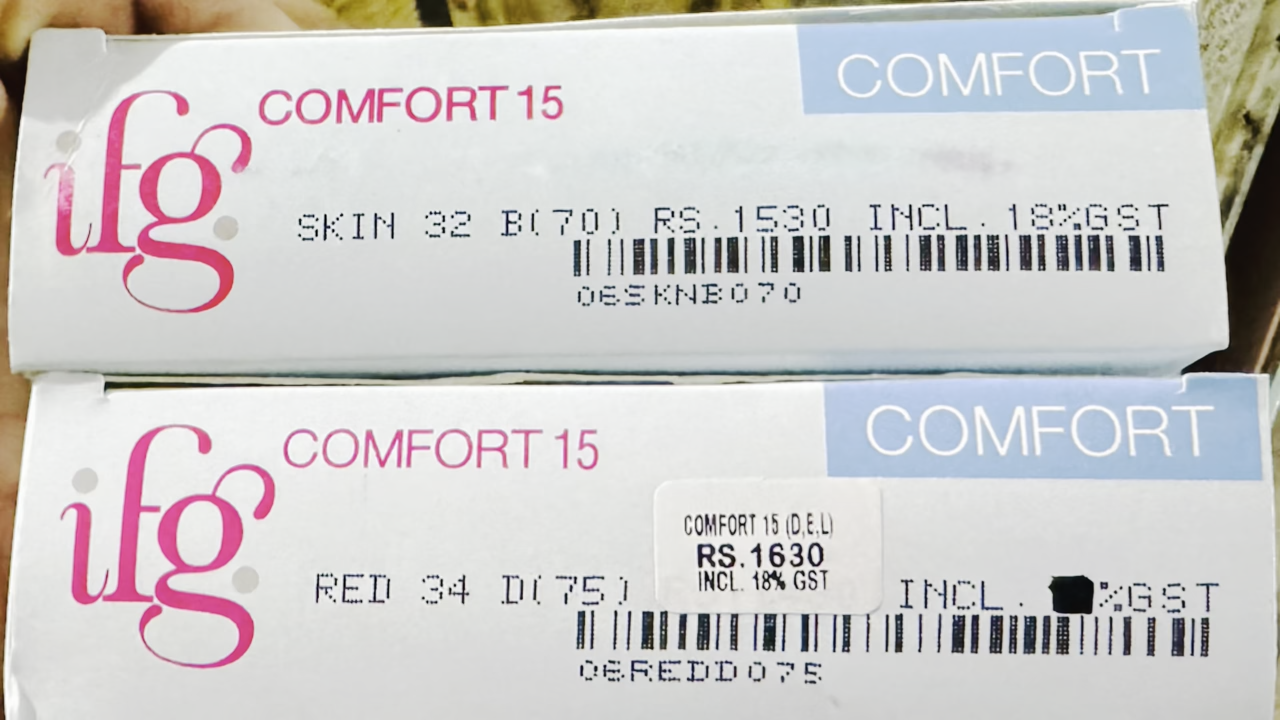 COMFORT
COMFORT 15
ifg
SKIN 32 B(70) RS.1530 INCL. 18%GST
06SKNB070
COMFORT
COMFORT 15
ifg
COMFORT 15 (D,E,L)
RS.1630
INCL. 18% GST
RED 34 D(75) INCL. %GST
06REDD075